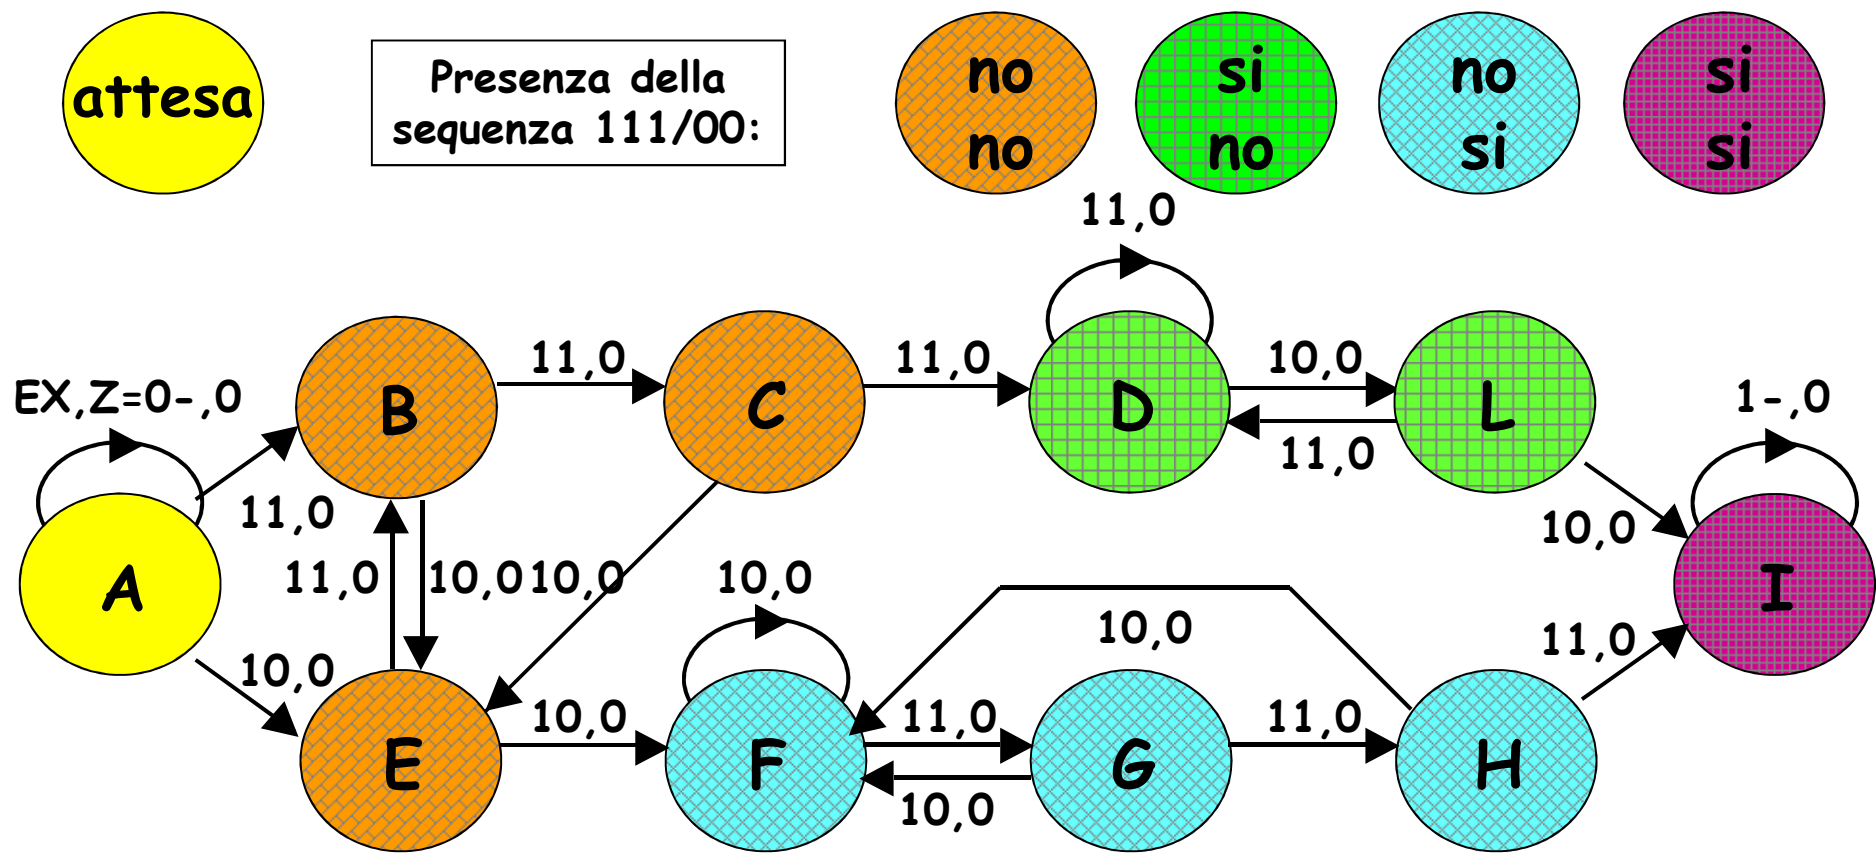 attesa
Presenza della
sequenza 111/00:
no
no
si
no
no
si
si
si
11,0
EX,Z=0-,0
B
11,0
C
11,0
D
10,0
11,0
L
1-,0
11,0
10,0
A
11,0
10,0
10,0
10,0
10,0
I
10,0
11,0
E
10,0
F
11,0
10,0
G
11,0
H